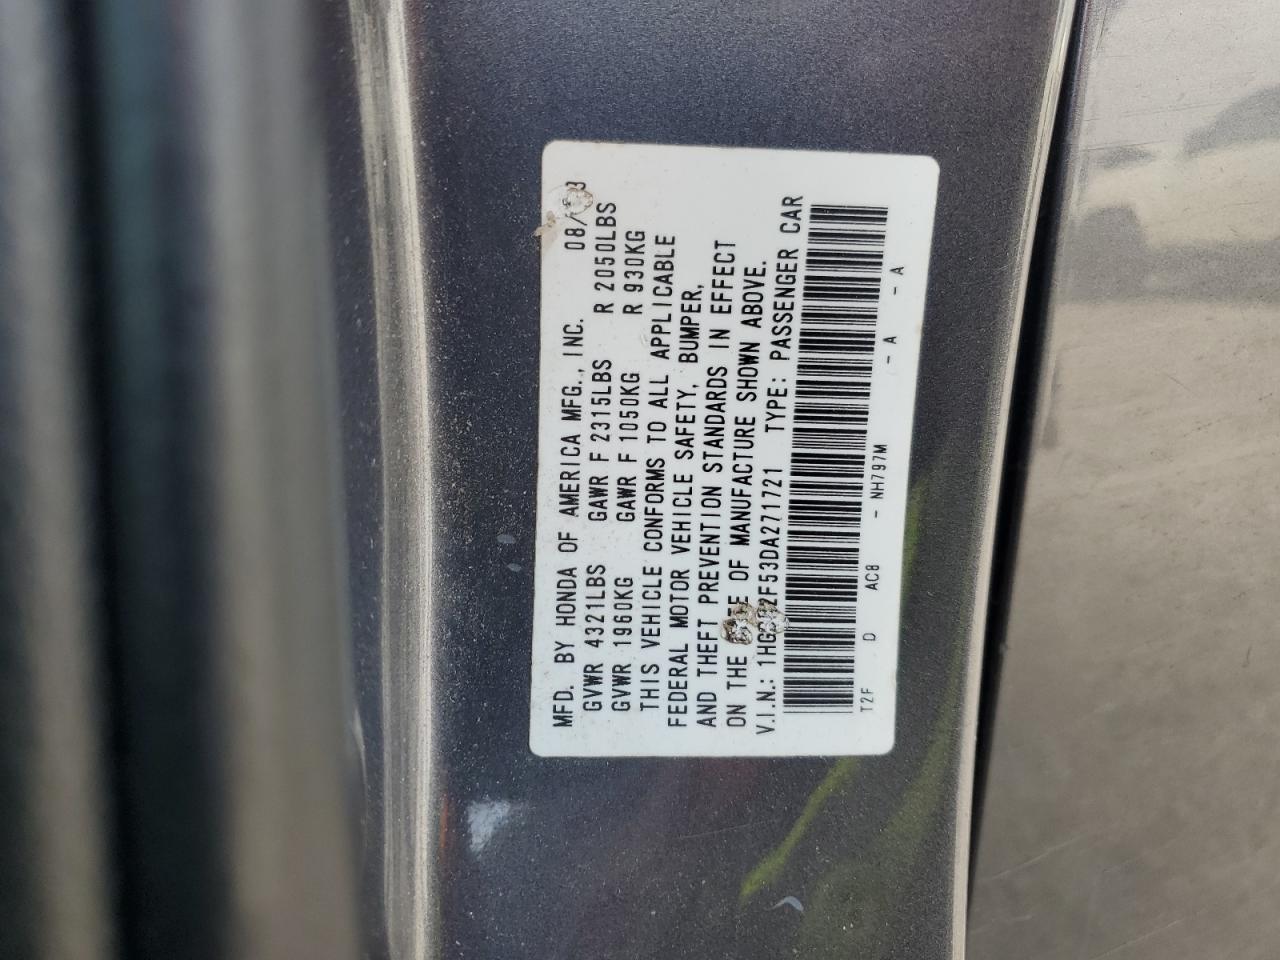 MFD. BY HONDA OF AMERICA MFG., INC. 08/
GVWR 4321LBS GAWR F 2315LBS R 2050LBS
GVWR 1960KG GAWR F 1050KG R 930KG
THIS VEHICLE CONFORMS TO ALL APPLICABLE
FEDERAL MOTOR VEHICLE SAFETY, BUMPER,
AND THEFT PREVENTION STANDARDS IN EFFECT
ON THE OF MANUFACTURE SHOWN ABOVE.
V.I.N.: TYPE: PASSENGER CAR
T2F D AC8 - NH797M - A - A